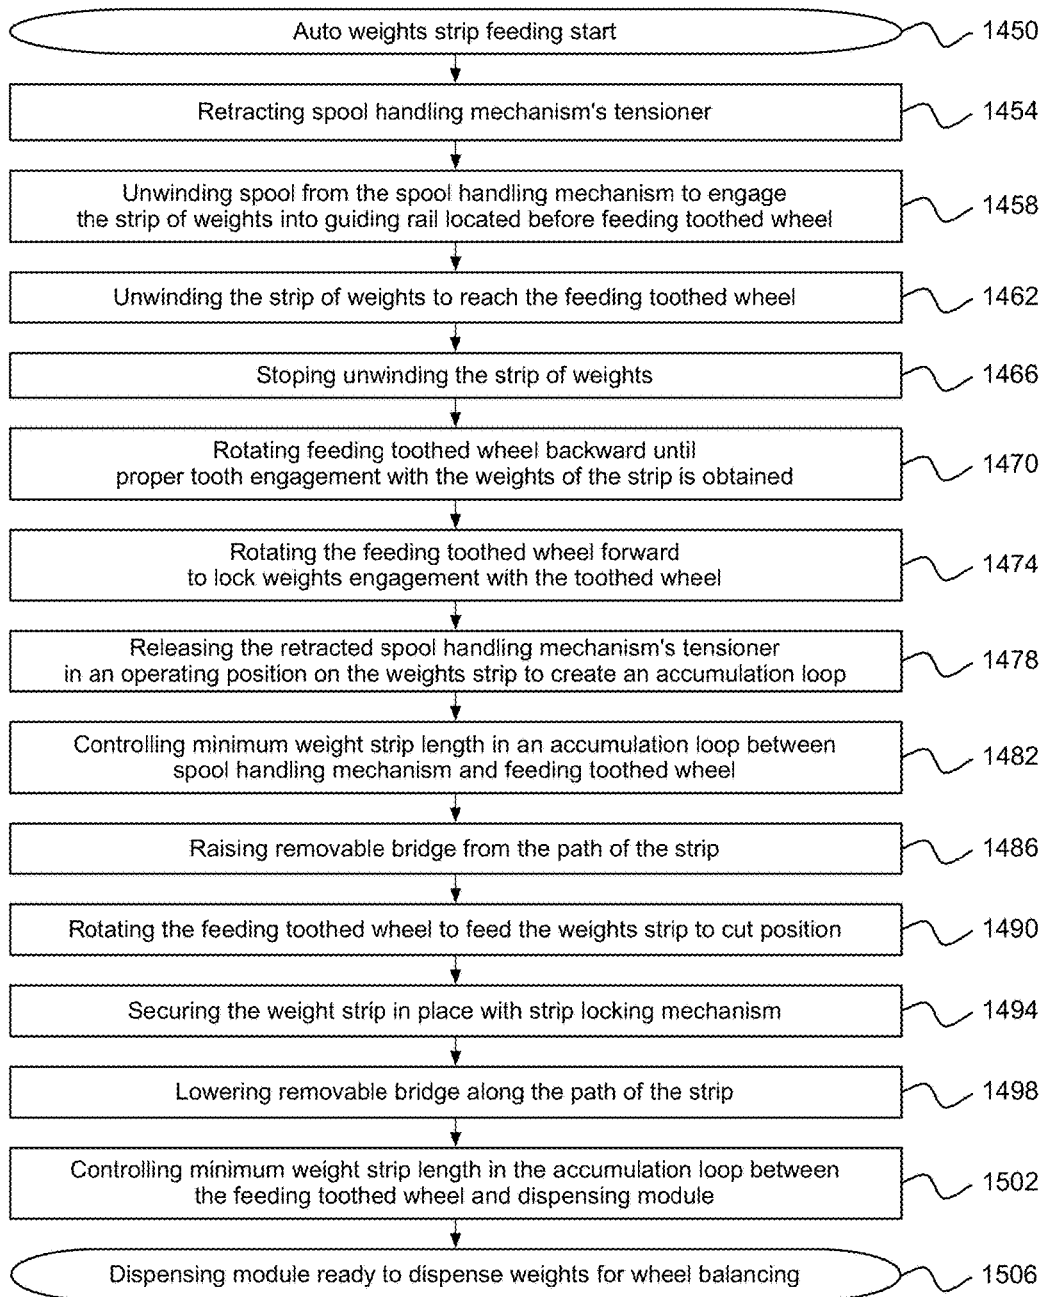 Auto weights strip feeding start
1450
Retracting spool handling mechanism's tensioner
1454
Unwinding spool from the spool handling mechanism to engage
the strip of weights into guiding rail located before feeding toothed wheel
1458
Unwinding the strip of weights to reach the feeding toothed wheel
1462
Stoping unwinding the strip of weights
1466
Rotating feeding toothed wheel backward until
proper tooth engagement with the weights of the strip is obtained
1470
Rotating the feeding toothed wheel forward
to lock weights engagement with the toothed wheel
1474
Releasing the retracted spool handling mechanism's tensioner
in an operating position on the weights strip to create an accumulation loop
1478
Controlling minimum weight strip length in an accumulation loop between
spool handling mechanism and feeding toothed wheel
1482
Raising removable bridge from the path of the strip
1486
Rotating the feeding toothed wheel to feed the weights strip to cut position
1490
Securing the weight strip in place with strip locking mechanism
1494
Lowering removable bridge along the path of the strip
1498
Controlling minimum weight strip length in the accumulation loop between
the feeding toothed wheel and dispensing module
1502
Dispensing module ready to dispense weights for wheel balancing
1506